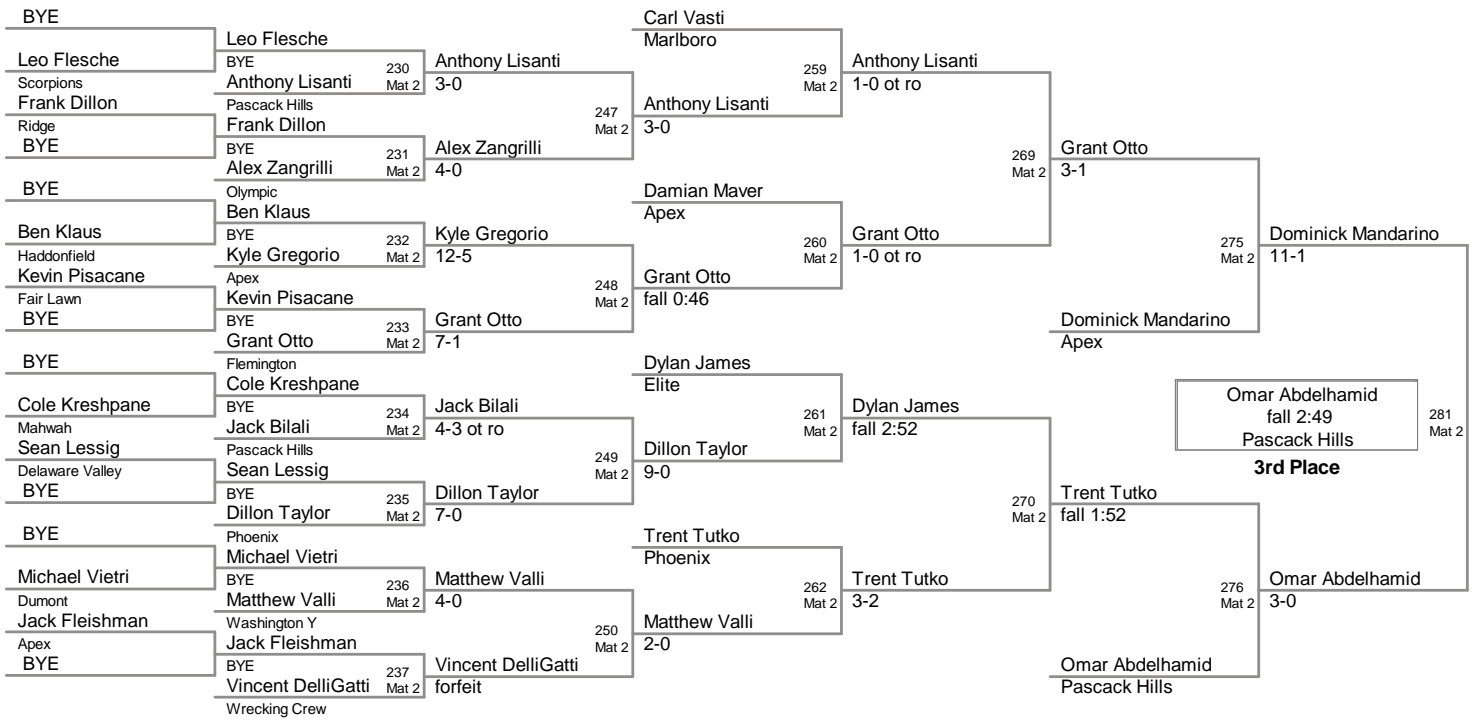 BYE
Leo Flesche
Scorpions
Frank Dillon
Ridge
BYE
BYE
Ben Klaus
Haddonfield
Kevin Pisacane
Fair Lawn
BYE
BYE
Cole Kreshpane
Mahwah
Sean Lessig
Delaware Valley
BYE
BYE
Michael Vietri
Dumont
Jack Fleishman
Apex
BYE
Leo Flesche
BYE
230
Mat 2
Anthony Lisanti
Pascack Hills
Frank Dillon
BYE
231
Mat 2
Alex Zangrilli
Olympic
Ben Klaus
BYE
232
Mat 2
Kyle Gregorio
Apex
Kevin Pisacane
BYE
233
Mat 2
Grant Otto
Flemington
Cole Kreshpane
BYE
234
Mat 2
Jack Bilali
Pascack Hills
Sean Lessig
BYE
235
Mat 2
Dillon Taylor
Phoenix
Michael Vietri
BYE
236
Mat 2
Matthew Valli
Washington Y
Jack Fleishman
BYE
237
Mat 2
Vincent DelliGatti
Wrecking Crew
Anthony Lisanti
3-0
247
Mat 2
Alex Zangrilli
4-0
Kyle Gregorio
12-5
248
Mat 2
Grant Otto
7-1
Jack Bilali
4-3 ot ro
249
Mat 2
Dillon Taylor
7-0
Matthew Valli
4-0
250
Mat 2
Vincent DelliGatti
forfeit
Carl Vasti
Marlboro
259
Mat 2
Anthony Lisanti
3-0
Damian Maver
Apex
260
Mat 2
Grant Otto
fall 0:46
Dylan James
Elite
261
Mat 2
Dillon Taylor
9-0
Trent Tutko
Phoenix
262
Mat 2
Matthew Valli
2-0
Anthony Lisanti
1-0 ot ro
269
Mat 2
Grant Otto
1-0 ot ro
Dylan James
fall 2:52
270
Mat 2
Trent Tutko
3-2
Grant Otto
3-1
275
Mat 2
Dominick Mandarino
Apex
Trent Tutko
fall 1:52
276
Mat 2
Omar Abdelhamid
Pascack Hills
Dominick Mandarino
11-1
Omar Abdelhamid
fall 2:49
Pascack Hills
3rd Place
281
Mat 2
Omar Abdelhamid
3-0